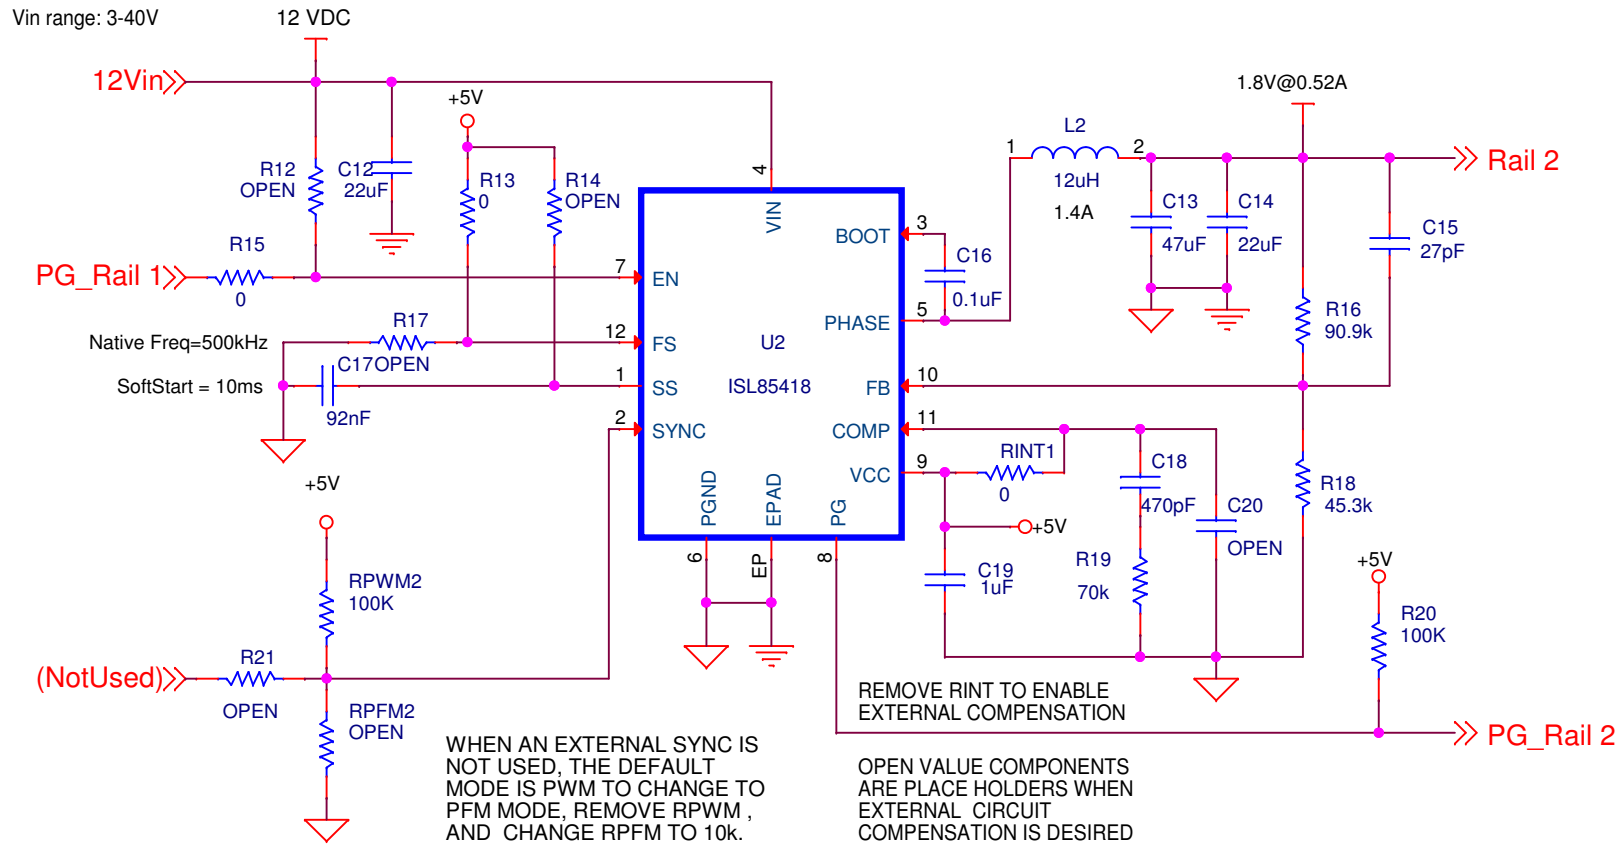 Vin range: 3-40V
12 VDC
12Vin
+5V
R12
OPEN
C12
22uF
R13
0
R14
OPEN
R15
0
PG_Rail 1
Native Freq=500kHz
R17
OPEN
C17
92nF
SoftStart = 10ms
4
VIN
7
EN
12
FS
1
SS
2
SYNC
U2
ISL85418
BOOT
3
PHASE
5
FB
10
COMP
11
VCC
9
PGND
6
EPAD
EP
PG
8
C16
0.1uF
1
L2
2
12uH
1.4A
1.8V@0.52A
Rail 2
C13
47uF
C14
22uF
C15
27pF
R16
90.9k
R18
45.3k
RINT1
0
+5V
C18
470pF
C20
OPEN
C19
1uF
R19
70k
+5V
R20
100K
PG_Rail 2
+5V
RPWM2
100K
(NotUsed)
R21
OPEN
RPFM2
OPEN
REMOVE RINT TO ENABLE
EXTERNAL COMPENSATION
WHEN AN EXTERNAL SYNC IS
NOT USED, THE DEFAULT
MODE IS PWM TO CHANGE TO
PFM MODE, REMOVE RPWM ,
AND CHANGE RPFM TO 10k.
OPEN VALUE COMPONENTS
ARE PLACE HOLDERS WHEN
EXTERNAL CIRCUIT
COMPENSATION IS DESIRED